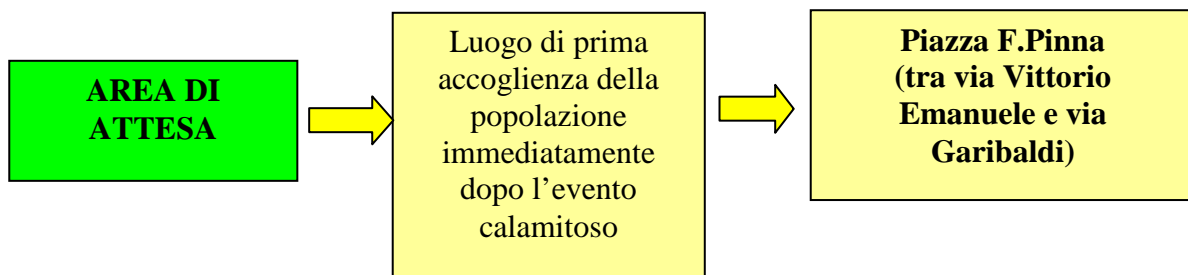 AREA DI
ATTESA
Luogo di prima
accoglienza della
popolazione
immediatamente
dopo l’evento
calamitoso
Piazza F.Pinna
(tra via Vittorio
Emanuele e via
Garibaldi)